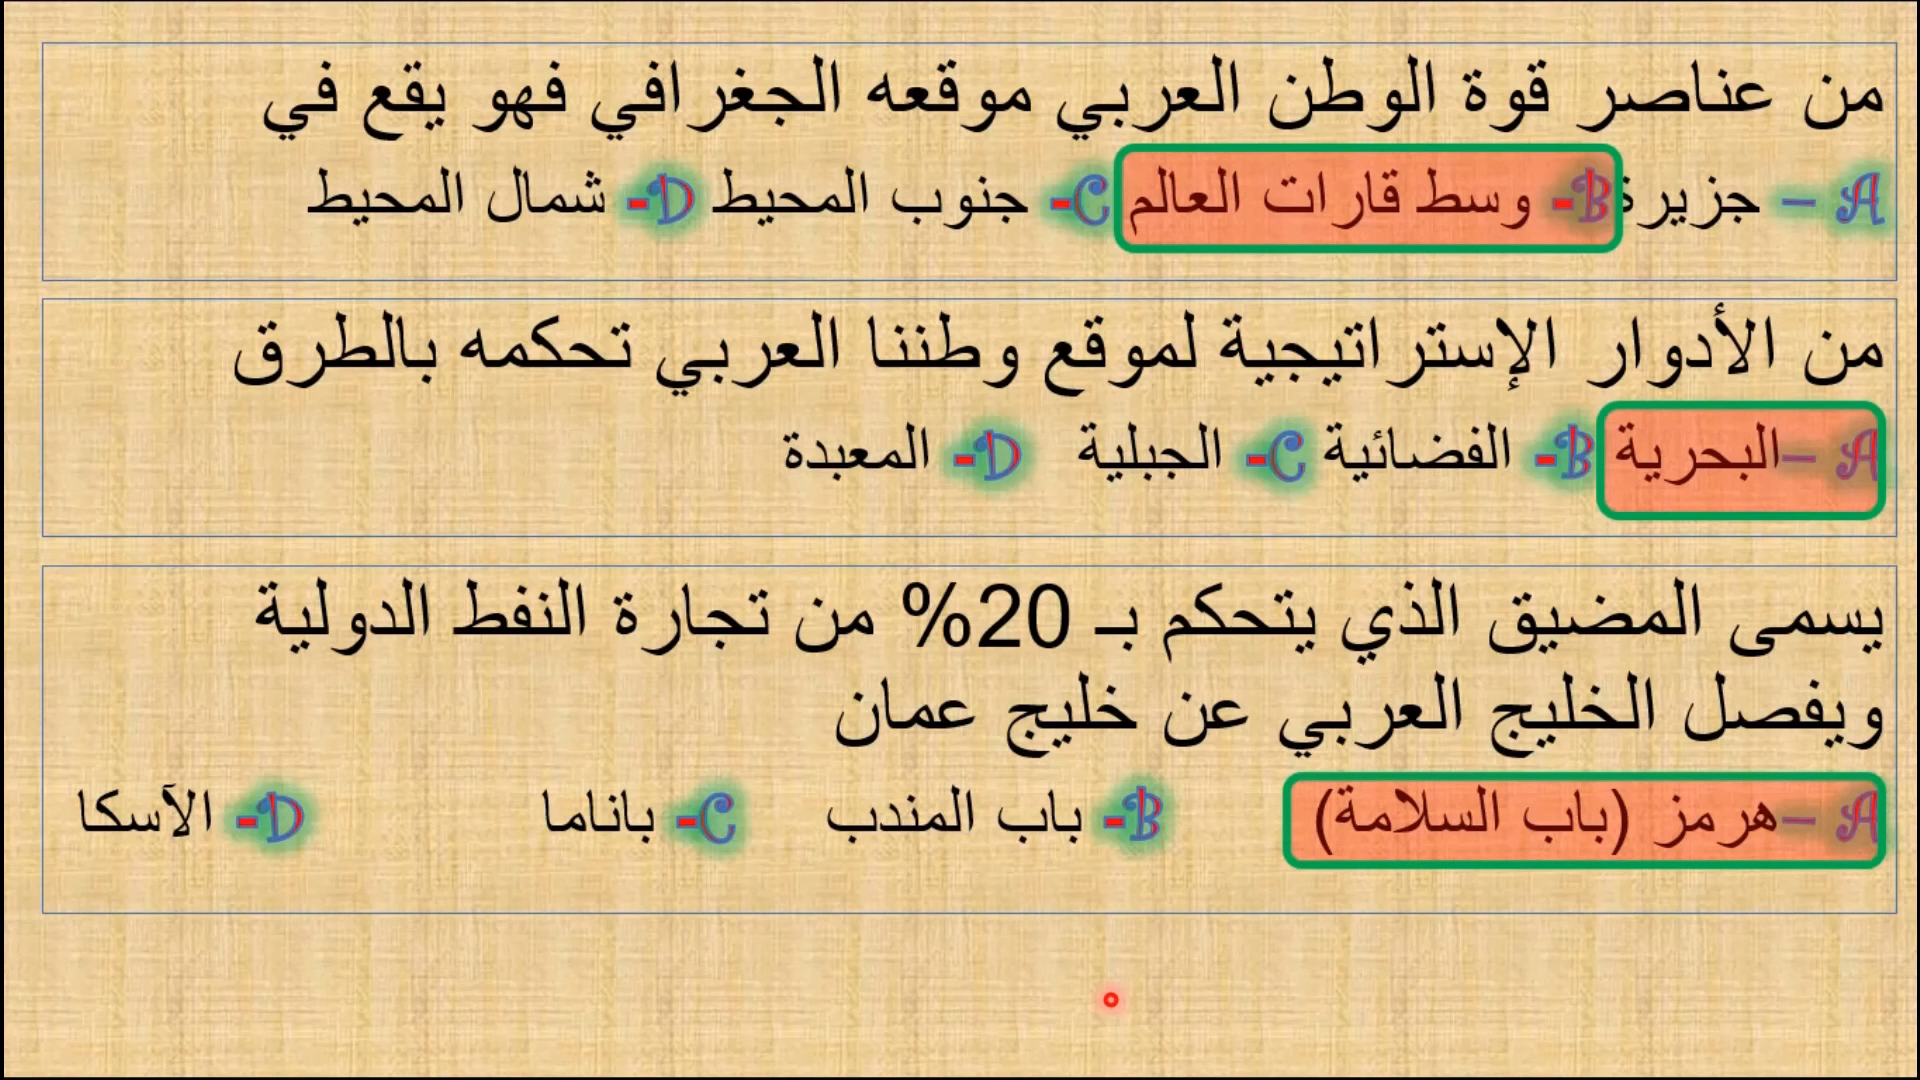 من عناصر قوة الوطن العربي موقعه الجغرافي فهو يقع في
A – جزيرة B- وسط قارات العالم C- جنوب المحيط D- شمال المحيط
من الأدوار الإستراتيجية لموقع وطننا العربي تحكمه بالطرق
A –البحرية B- الفضائية C- الجبلية D- المعبدة
يسمى المضيق الذي يتحكم بـ 20% من تجارة النفط الدولية
ويفصل الخليج العربي عن خليج عمان
A –هرمز (باب السلامة) B- باب المندب C- باناما D- الآسكا